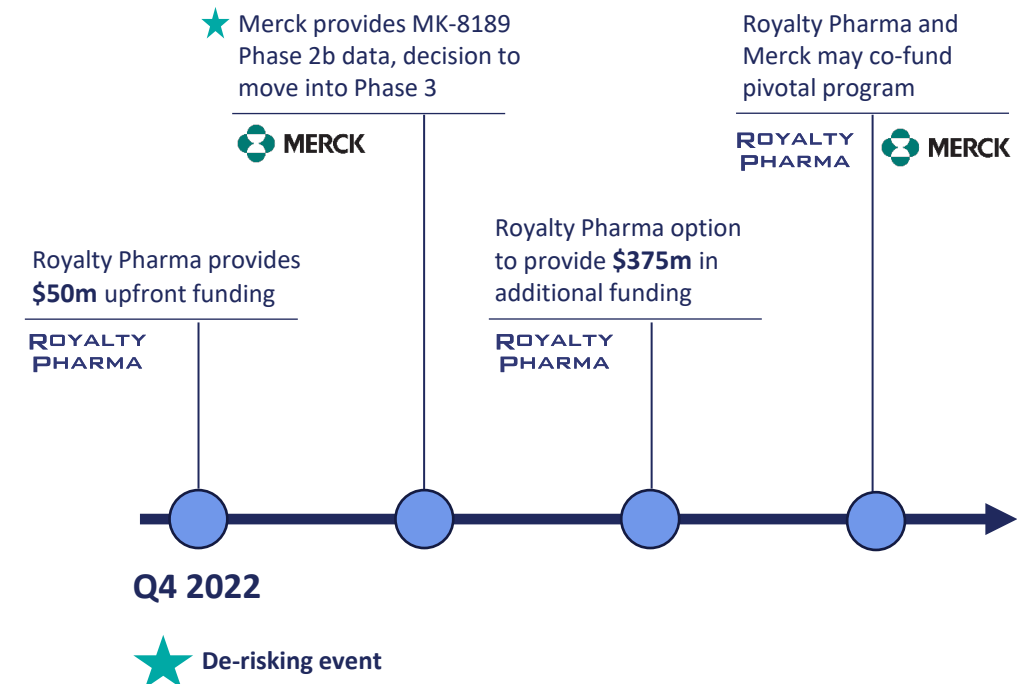 Merck provides MK-8189
Phase 2b data, decision to
move into Phase 3
MERCK
Royalty Pharma and
Merck may co-fund
pivotal program
ROYALTY
PHARMA
MERCK
Royalty Pharma provides
$50m upfront funding
ROYALTY
PHARMA
Royalty Pharma option
to provide $375m in
additional funding
ROYALTY
PHARMA
Q4 2022
De-risking event